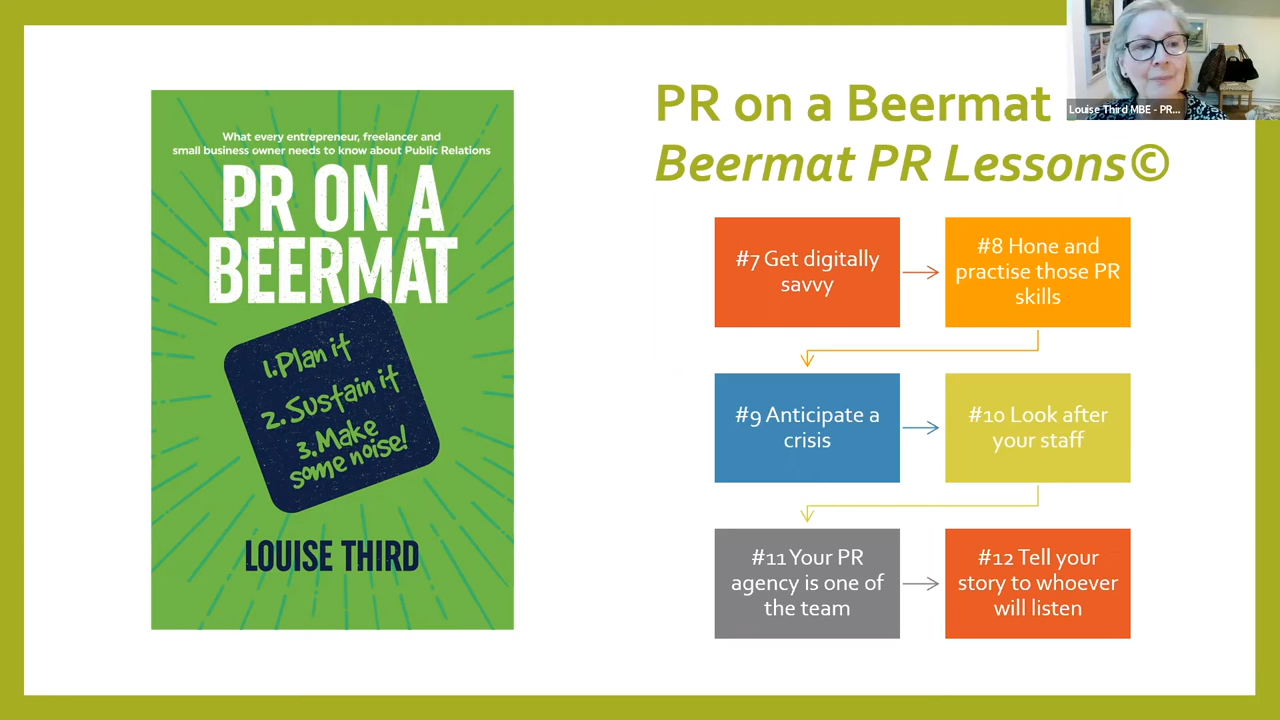 What every entrepreneur, freelancer and
small business owner needs to know about Public Relations
PR ON A
BEERMAT
1.Plan it
2.Sustain it
3.Make
some noise!
LOUISE THIRD
PR on a Beermat
Beermat PR Lessons©
#7 Get digitally
savvy
#8 Hone and
practise those PR
skills
#9 Anticipate a
crisis
#10 Look after
your staff
#11 Your PR
agency is one of
the team
#12 Tell your
story to whoever
will listen
Louise Third MBE - PR...